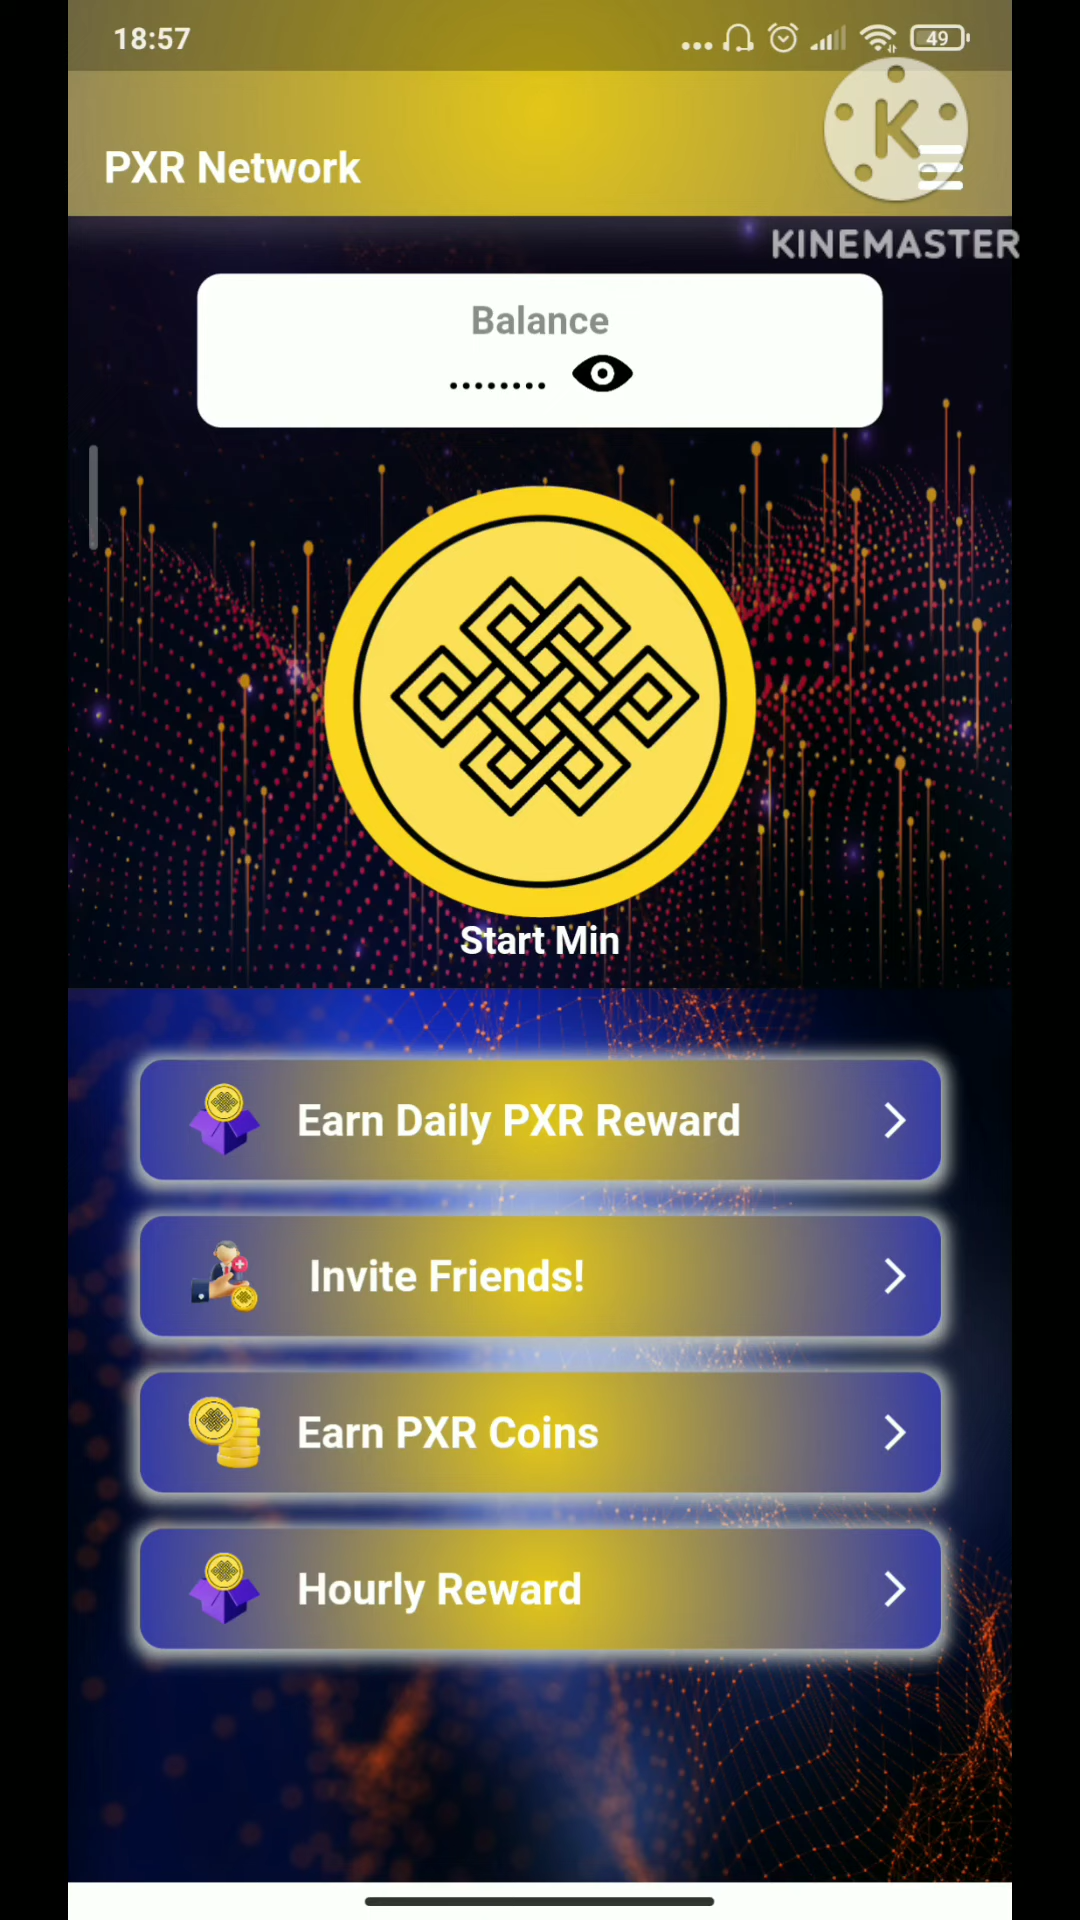 18:57
49
PXR Network
K
KINEMASTER
Balance
Start Min
Earn Daily PXR Reward
Invite Friends!
Earn PXR Coins
Hourly Reward